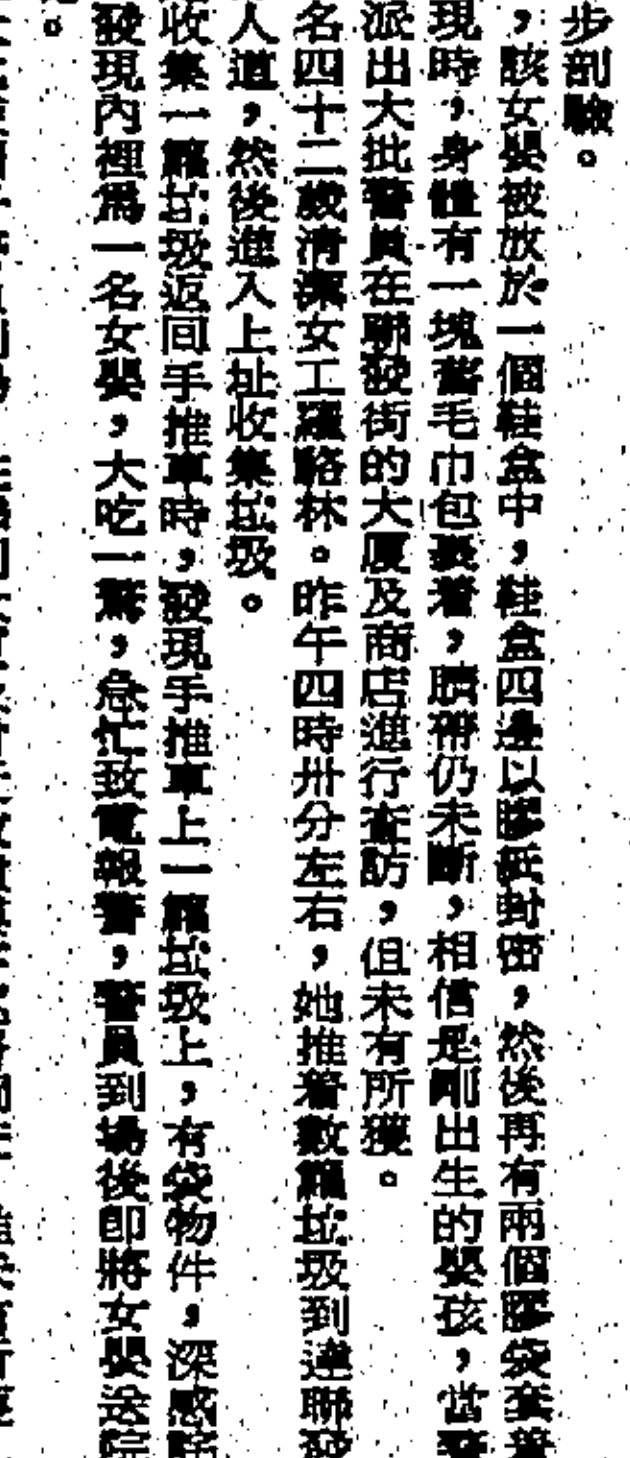 步剖驗。
，該女嬰被放於一個鞋盒中，鞋盒四邊以膠紙封密，然後再有兩個膠袋套着
現時，身體有一塊舊毛巾包裹着，臍帶仍未斷，相信是剛出生的嬰孩，當警
派出大批警員在聯發街的大廈及商店進行查訪，但未有所獲。
名四十二歲清潔女工羅駱林。昨午四時卅分左右，她推着數籮垃圾到達聯發
人道，然後進入上址收集垃圾。
收集一籮垃圾返回手推車時，發現手推車上一籮垃圾上，有袋物件，深感
發現內裡為一名女嬰，大吃一驚，急忙致電報警，警員到場後即將女嬰送院
。